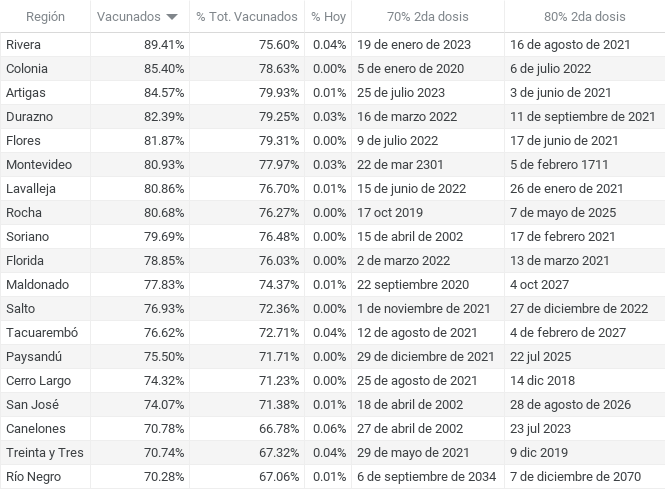 Región Vacunados % Tot. Vacunados % Hoy 70% 2da dosis 80% 2da dosis
Rivera 89.41% 75.60% 0.04% 19 de enero de 2023 16 de agosto de 2021
Colonia 85.40% 78.63% 0.00% 5 de enero de 2020 6 de julio 2022
Artigas 84.57% 79.93% 0.01% 25 de julio 2023 3 de junio de 2021
Durazno 82.39% 79.25% 0.03% 16 de marzo 2022 11 de septiembre de 2021
Flores 81.87% 79.31% 0.00% 9 de julio 2022 17 de junio de 2021
Montevideo 80.93% 77.97% 0.03% 22 de mar 2301 5 de febrero 1711
Lavalleja 80.86% 76.70% 0.01% 15 de junio de 2022 26 de enero de 2021
Rocha 80.68% 76.27% 0.00% 17 oct 2019 7 de mayo de 2025
Soriano 79.69% 76.48% 0.00% 15 de abril de 2002 17 de febrero 2021
Florida 78.85% 76.03% 0.00% 2 de marzo 2022 13 de marzo 2021
Maldonado 77.83% 74.37% 0.01% 22 septiembre 2020 4 oct 2027
Salto 76.93% 72.36% 0.00% 1 de noviembre de 2021 27 de diciembre de 2022
Tacuarembó 76.62% 72.71% 0.04% 12 de agosto de 2021 4 de febrero de 2027
Paysandú 75.50% 71.71% 0.00% 29 de diciembre de 2021 22 jul 2025
Cerro Largo 74.32% 71.23% 0.00% 25 de agosto de 2021 14 dic 2018
San José 74.07% 71.38% 0.01% 18 de abril de 2002 28 de agosto de 2026
Canelones 70.78% 66.78% 0.06% 27 de abril de 2002 23 jul 2023
Treinta y Tres 70.74% 67.32% 0.04% 29 de mayo de 2021 9 dic 2019
Río Negro 70.28% 67.06% 0.01% 6 de septiembre de 2034 7 de diciembre de 2070